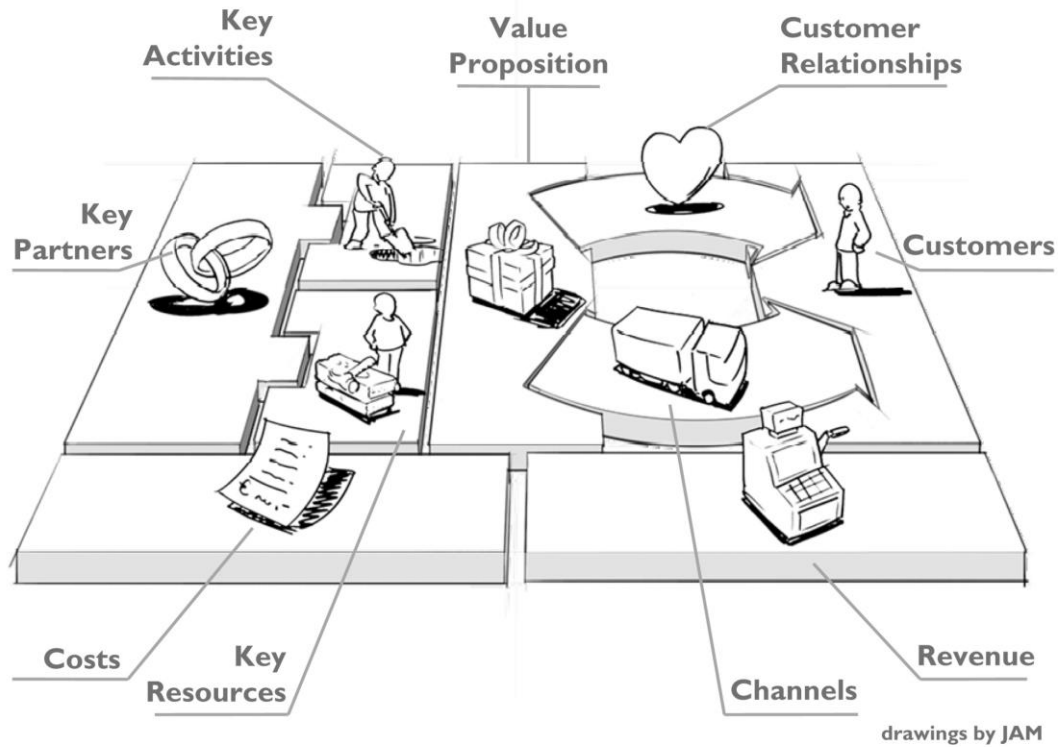 Key
Activities
Value
Proposition
Customer
Relationships
Key
Partners
Customers
€
Costs
Key
Resources
Channels
Revenue
drawings by JAM